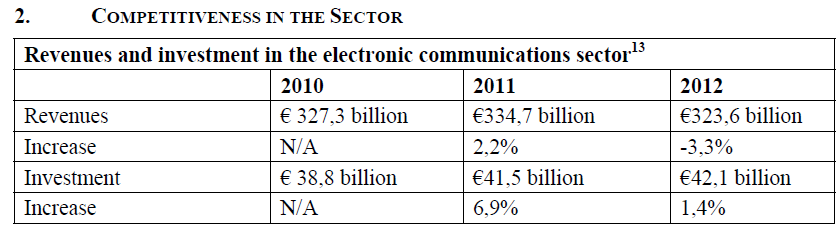 2. COMPETITIVENESS IN THE SECTOR
Revenues and investment in the electronic communications sector13
2010 2011 2012
Revenues € 327,3 billion €334,7 billion €323,6 billion
Increase N/A 2,2% -3,3%
Investment € 38,8 billion €41,5 billion €42,1 billion
Increase N/A 6,9% 1,4%